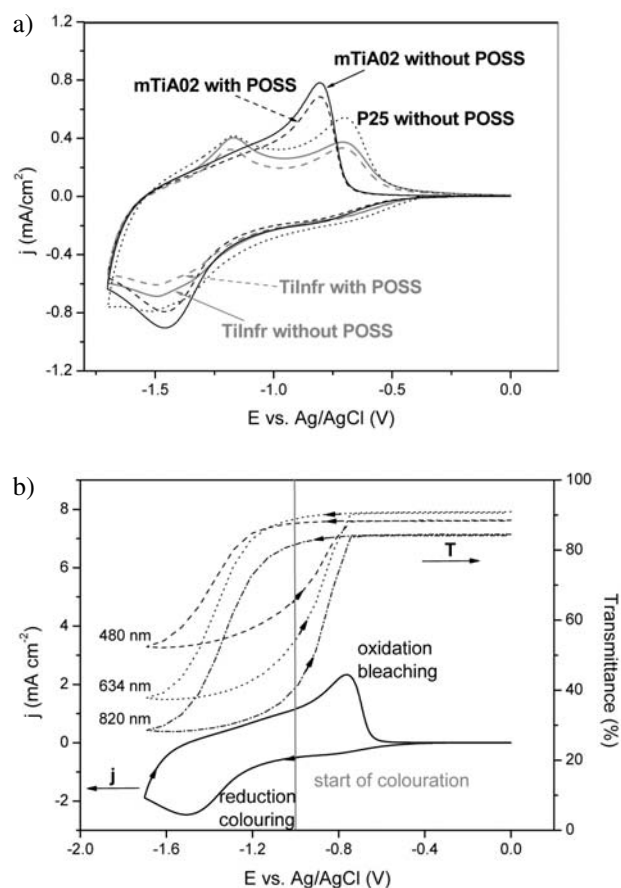 a)
1.2
0.8
0.4
0.0
-0.4
-0.8
-1.2
j (mA/cm²)
mTiA02 without POSS
mTiA02 with POSS
P25 without POSS
TiInfr with POSS
TiInfr without POSS
-1.5
-1.0
-0.5
0.0
E vs. Ag/AgCl (V)
b)
8
6
4
2
0
-2
j (mA cm⁻²)
100
80
60
40
20
0
Transmittance (%)
T
480 nm
634 nm
820 nm
oxidation
bleaching
j
reduction
colouring
start of colouration
-2.0
-1.6
-1.2
-0.8
-0.4
0.0
E vs. Ag/AgCl (V)